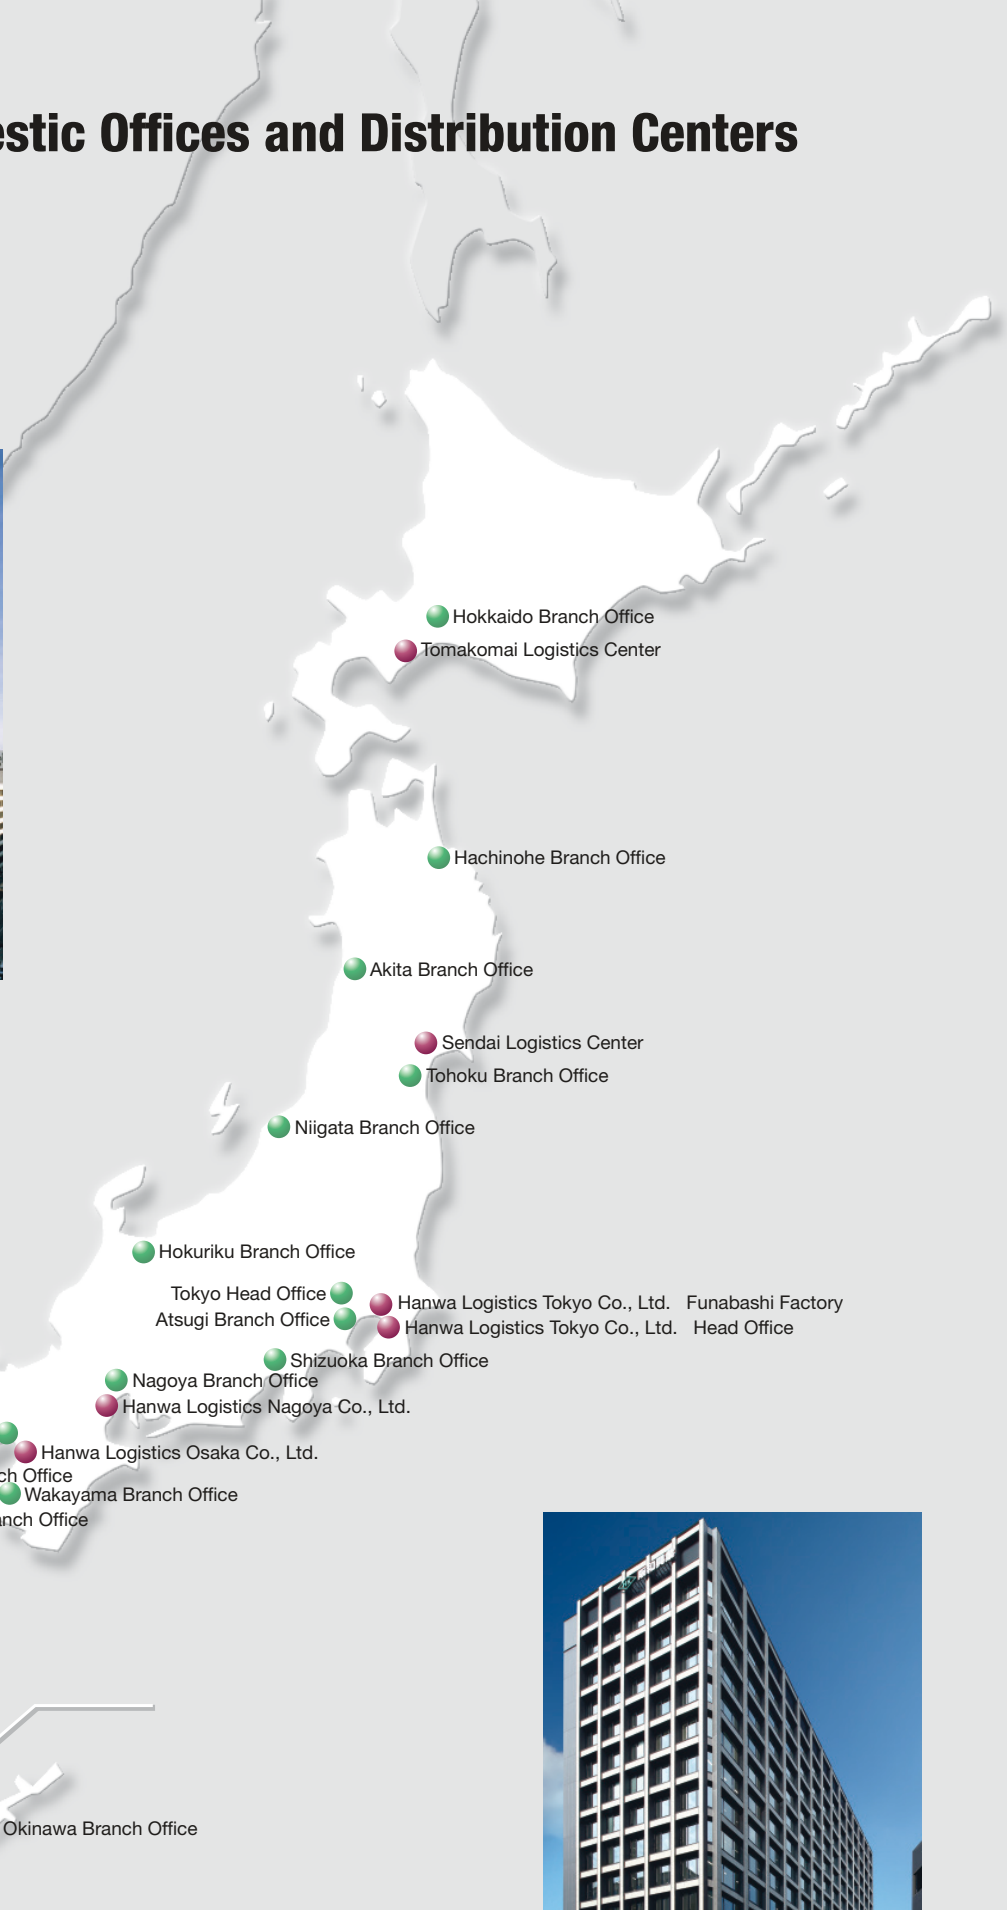 estic Offices and Distribution Centers
Hokkaido Branch Office
Tomakomai Logistics Center
Hachinohe Branch Office
Akita Branch Office
Sendai Logistics Center
Tohoku Branch Office
Niigata Branch Office
Hokuriku Branch Office
Tokyo Head Office
Hanwa Logistics Tokyo Co., Ltd. Funabashi Factory
Atsugi Branch Office
Hanwa Logistics Tokyo Co., Ltd. Head Office
Shizuoka Branch Office
Nagoya Branch Office
Hanwa Logistics Nagoya Co., Ltd.
Hanwa Logistics Osaka Co., Ltd.
ch Office
Wakayama Branch Office
anch Office
Okinawa Branch Office